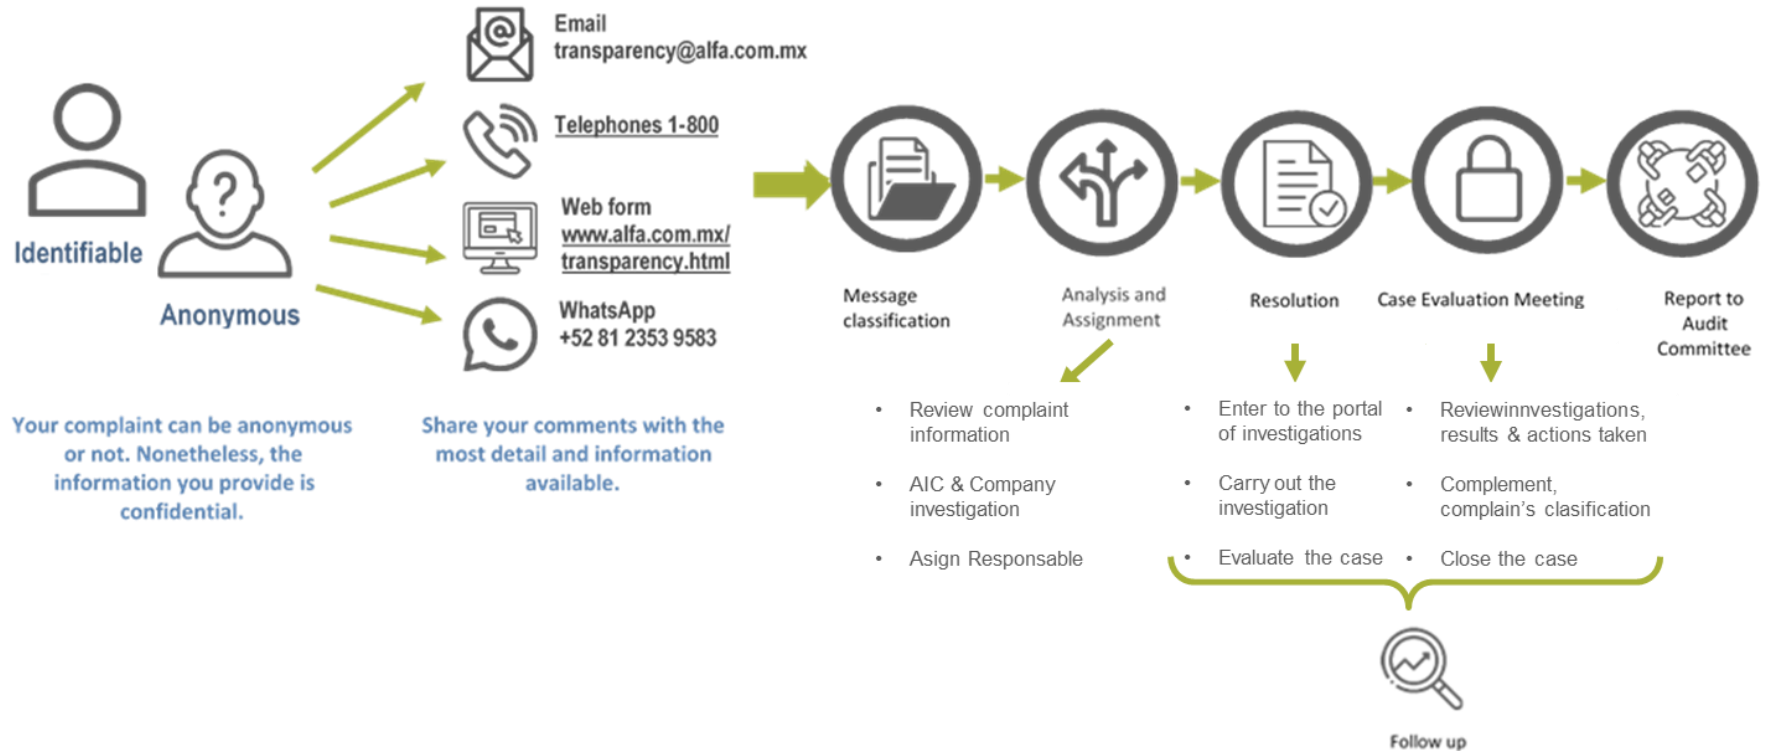 Identifiable
Anonymous
Your complaint can be anonymous
or not. Nonetheless, the
information you provide is
confidential.
Email
transparency@alfa.com.mx
Telephones 1-800
Web form
www.alfa.com.mx/
transparency.html
WhatsApp
+52 81 2353 9583
Share your comments with the
most detail and information
available.
Message
classification
Analysis and
Assignment
Resolution
Case Evaluation Meeting
Report to
Audit
Committee
• Review complaint
information
• AIC & Company
investigation
• Asign Responsable
• Enter to the portal
of investigations
• Carry out the
investigation
• Evaluate the case
• Reviewinnvestigations,
results & actions taken
• Complement,
complain's clasification
• Close the case
Follow up